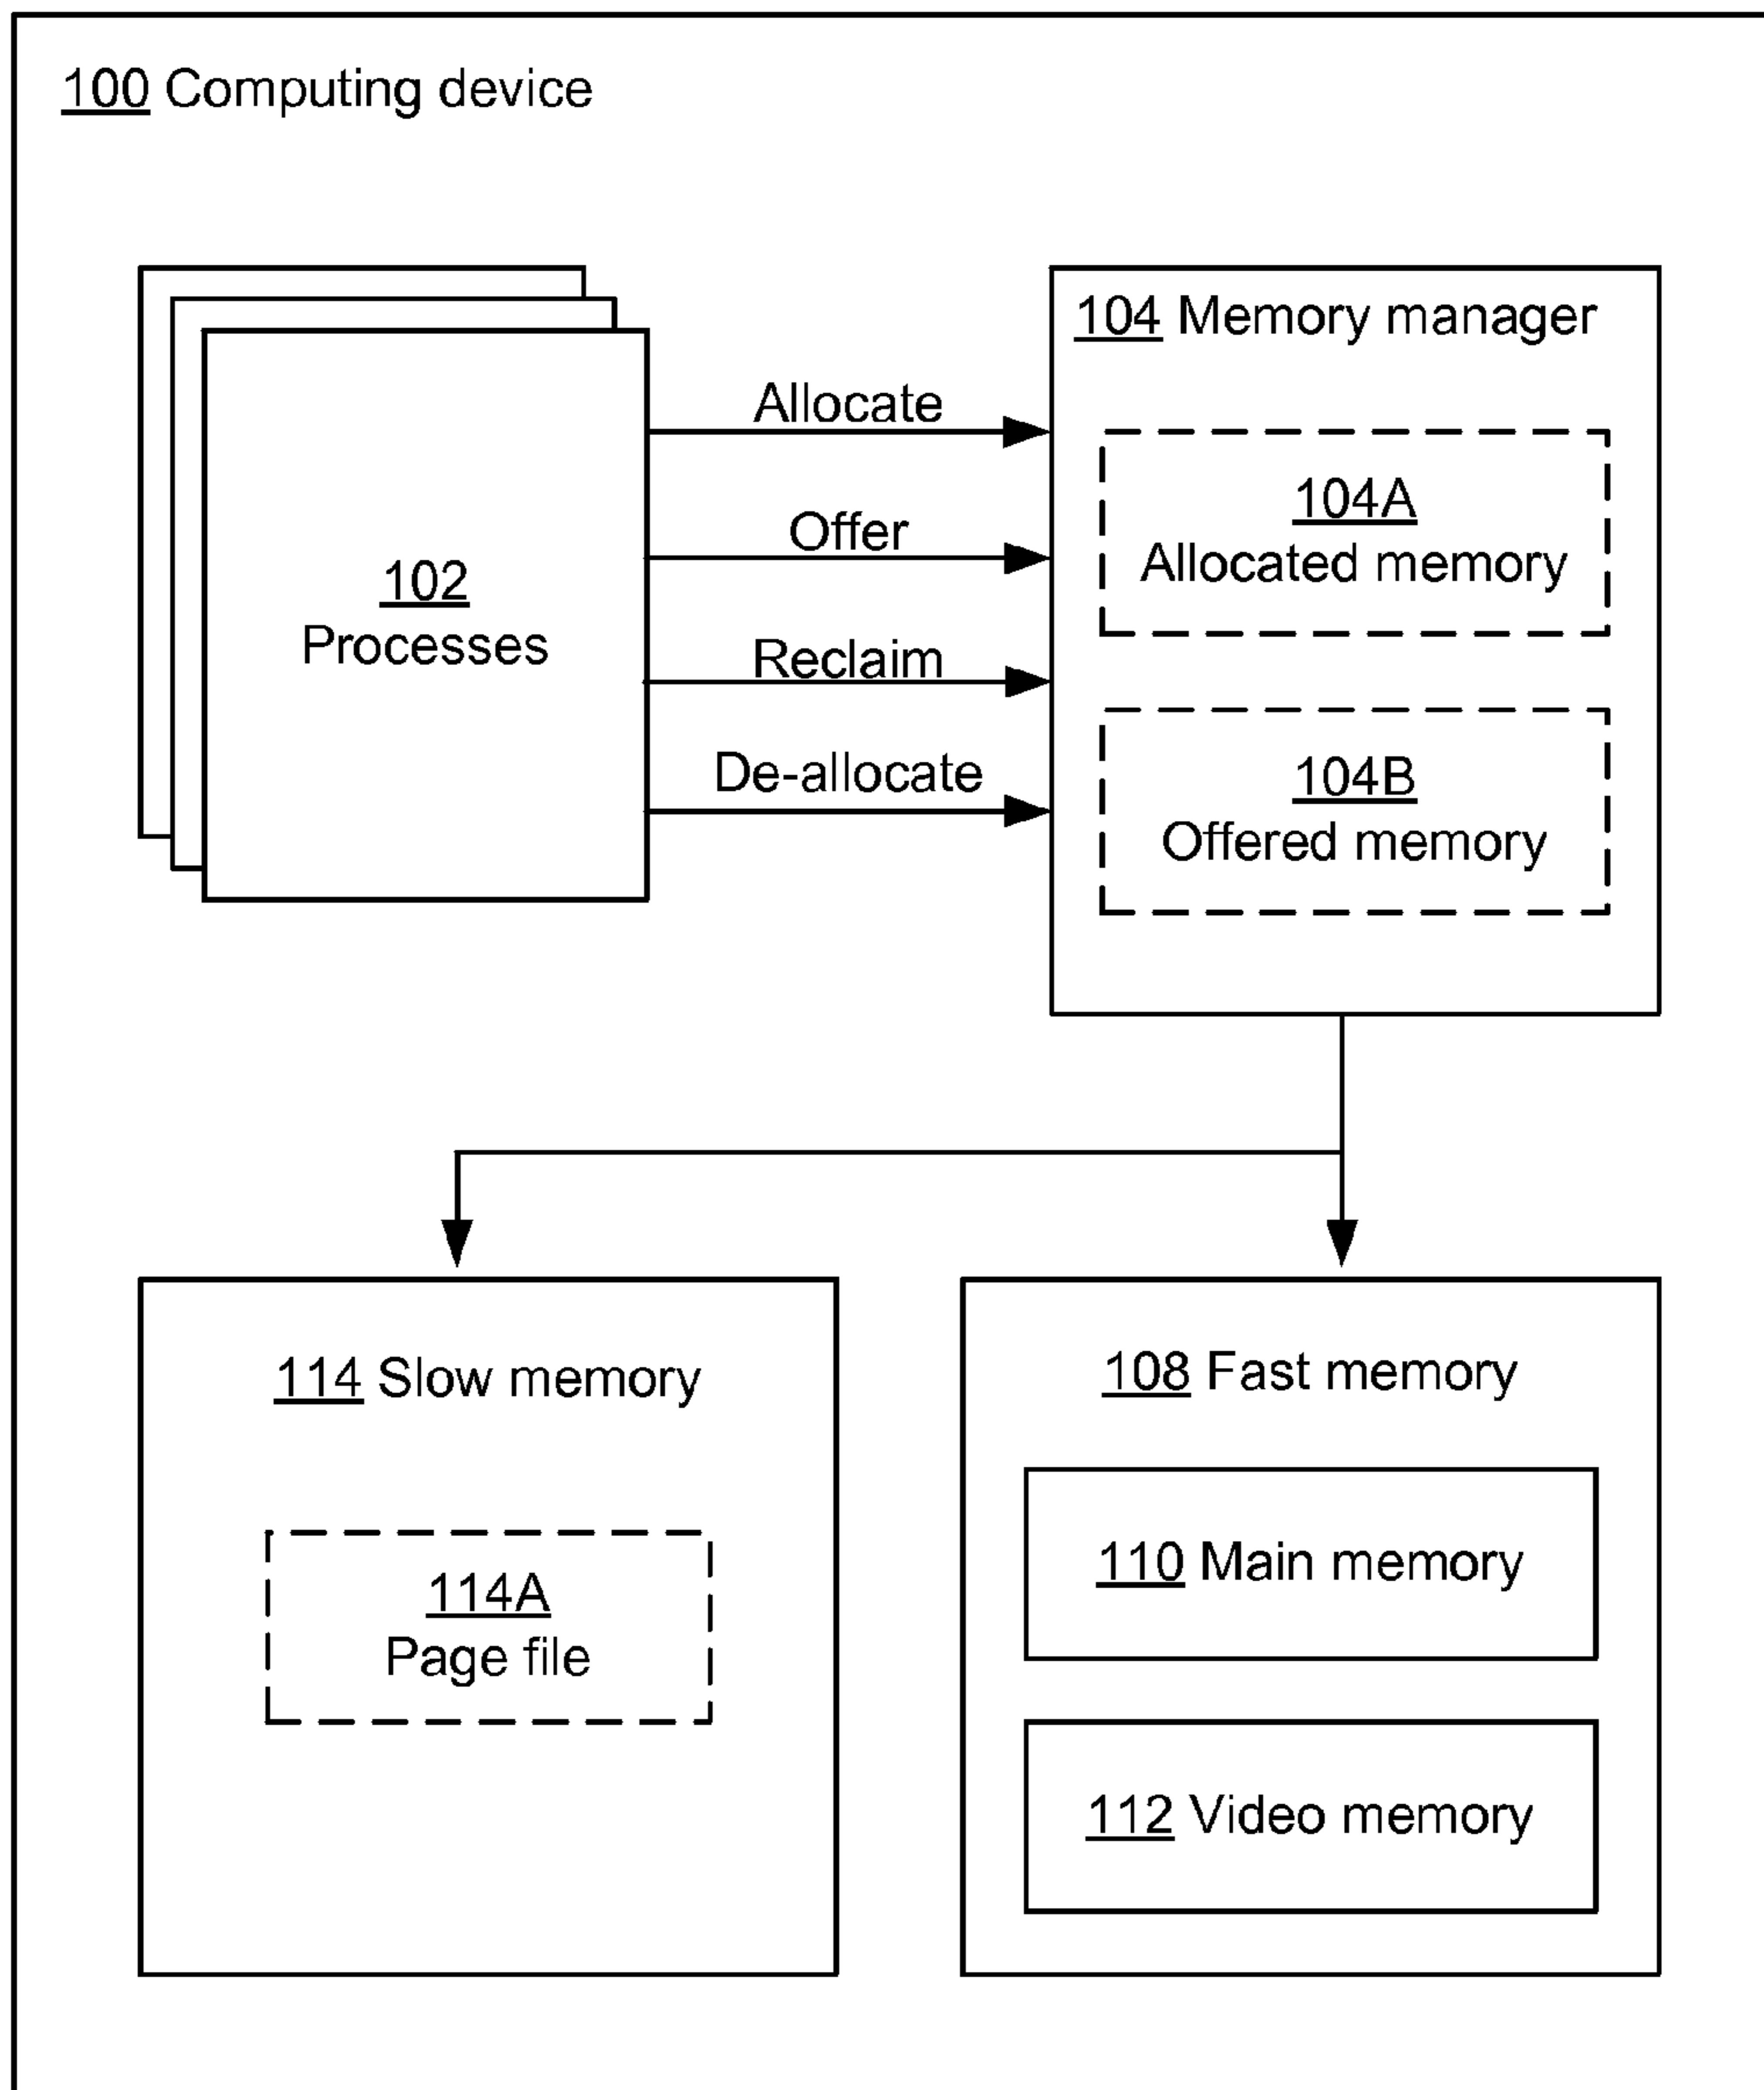 100 Computing device
104 Memory manager
Allocate
104A
Allocated memory
Offer
102
Processes
Reclaim
De-allocate
104B
Offered memory
114 Slow memory
108 Fast memory
110 Main memory
114A
Page file
112 Video memory